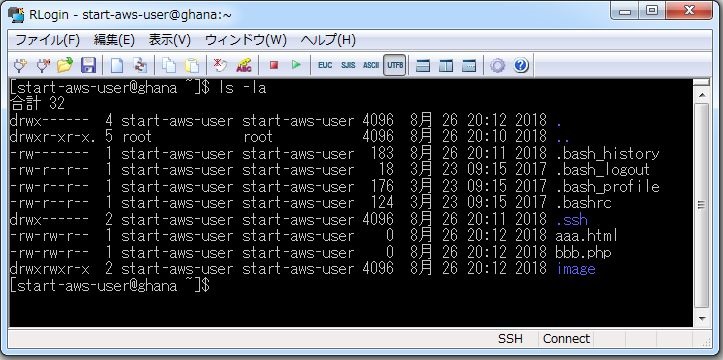 RLogin - start-aws-user@ghana:~
ファイル(F) 編集(E) 表示(V) ウィンドウ(W) ヘルプ(H)
EUC SJIS ASCII UTF8
[start-aws-user@ghana ~]$ ls -la
合計 32
drwx------ 4 start-aws-user start-aws-user 4096 8月 26 20:12 2018 .
drwxr-xr-x. 5 root root 4096 8月 26 20:10 2018 ..
-rw------- 1 start-aws-user start-aws-user 183 8月 26 20:11 2018 .bash_history
-rw-r--r-- 1 start-aws-user start-aws-user 18 3月 23 09:15 2017 .bash_logout
-rw-r--r-- 1 start-aws-user start-aws-user 176 3月 23 09:15 2017 .bash_profile
-rw-r--r-- 1 start-aws-user start-aws-user 124 3月 23 09:15 2017 .bashrc
drwx------ 2 start-aws-user start-aws-user 4096 8月 26 20:11 2018 .ssh
-rw-rw-r-- 1 start-aws-user start-aws-user 0 8月 26 20:12 2018 aaa.html
-rw-rw-r-- 1 start-aws-user start-aws-user 0 8月 26 20:12 2018 bbb.php
drwxrwxr-x 2 start-aws-user start-aws-user 4096 8月 26 20:12 2018 image
[start-aws-user@ghana ~]$
SSH Connect